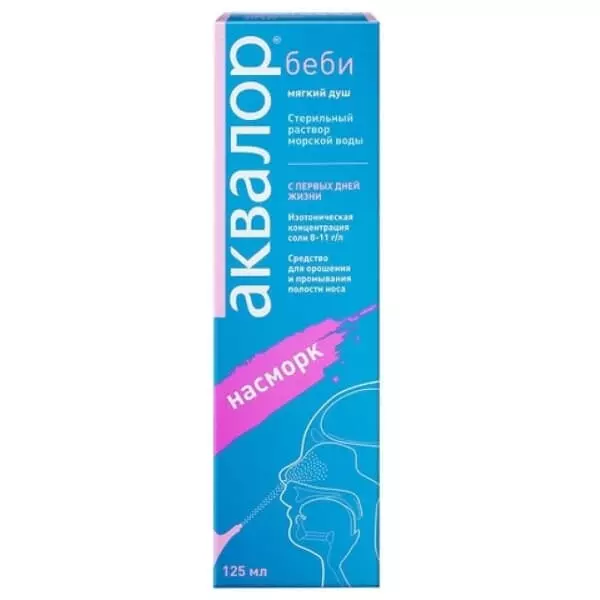 аквалор®
беби
мягкий душ
Стерильный
раствор
морской воды
С ПЕРВЫХ ДНЕЙ
ЖИЗНИ
Изотоническая
концентрация
соли 8-11 г/л
Средство
для орошения
и промывания
полости носа
насморк
125 мл